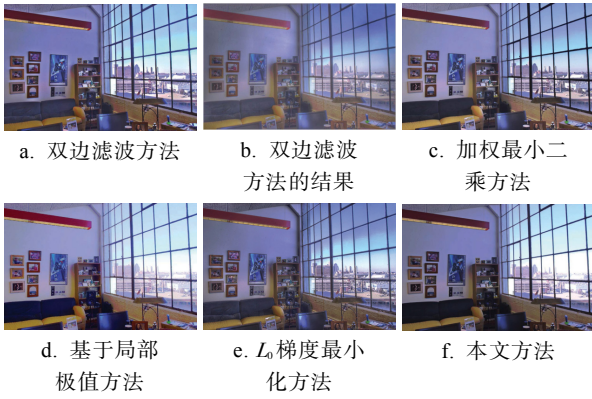 a. 双边滤波方法
b. 双边滤波
方法的结果
c. 加权最小二
乘方法
d. 基于局部
极值方法
e. L₀梯度最小
化方法
f. 本文方法